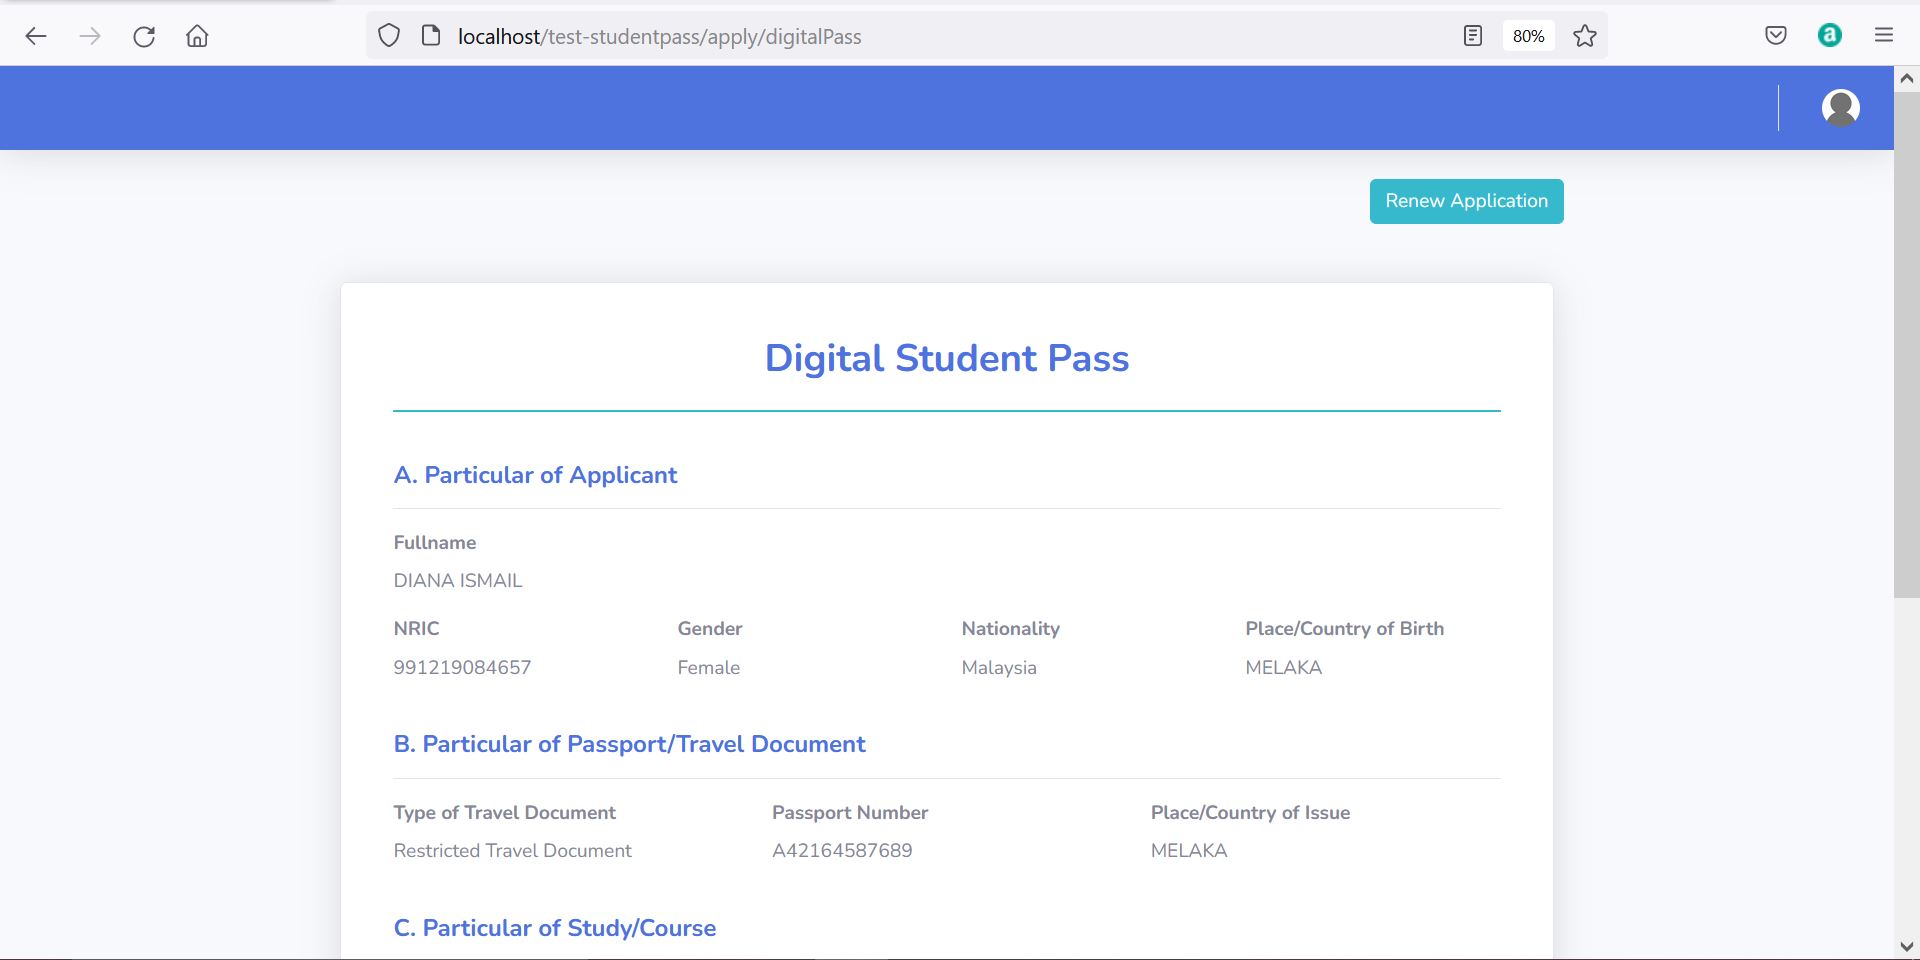 localhost/test-studentpass/apply/digitalPass
80%
a
Renew Application
Digital Student Pass
A. Particular of Applicant
Fullname
DIANA ISMAIL
NRIC Gender Nationality Place/Country of Birth
991219084657 Female Malaysia MELAKA
B. Particular of Passport/Travel Document
Type of Travel Document Passport Number Place/Country of Issue
Restricted Travel Document A42164587689 MELAKA
C. Particular of Study/Course